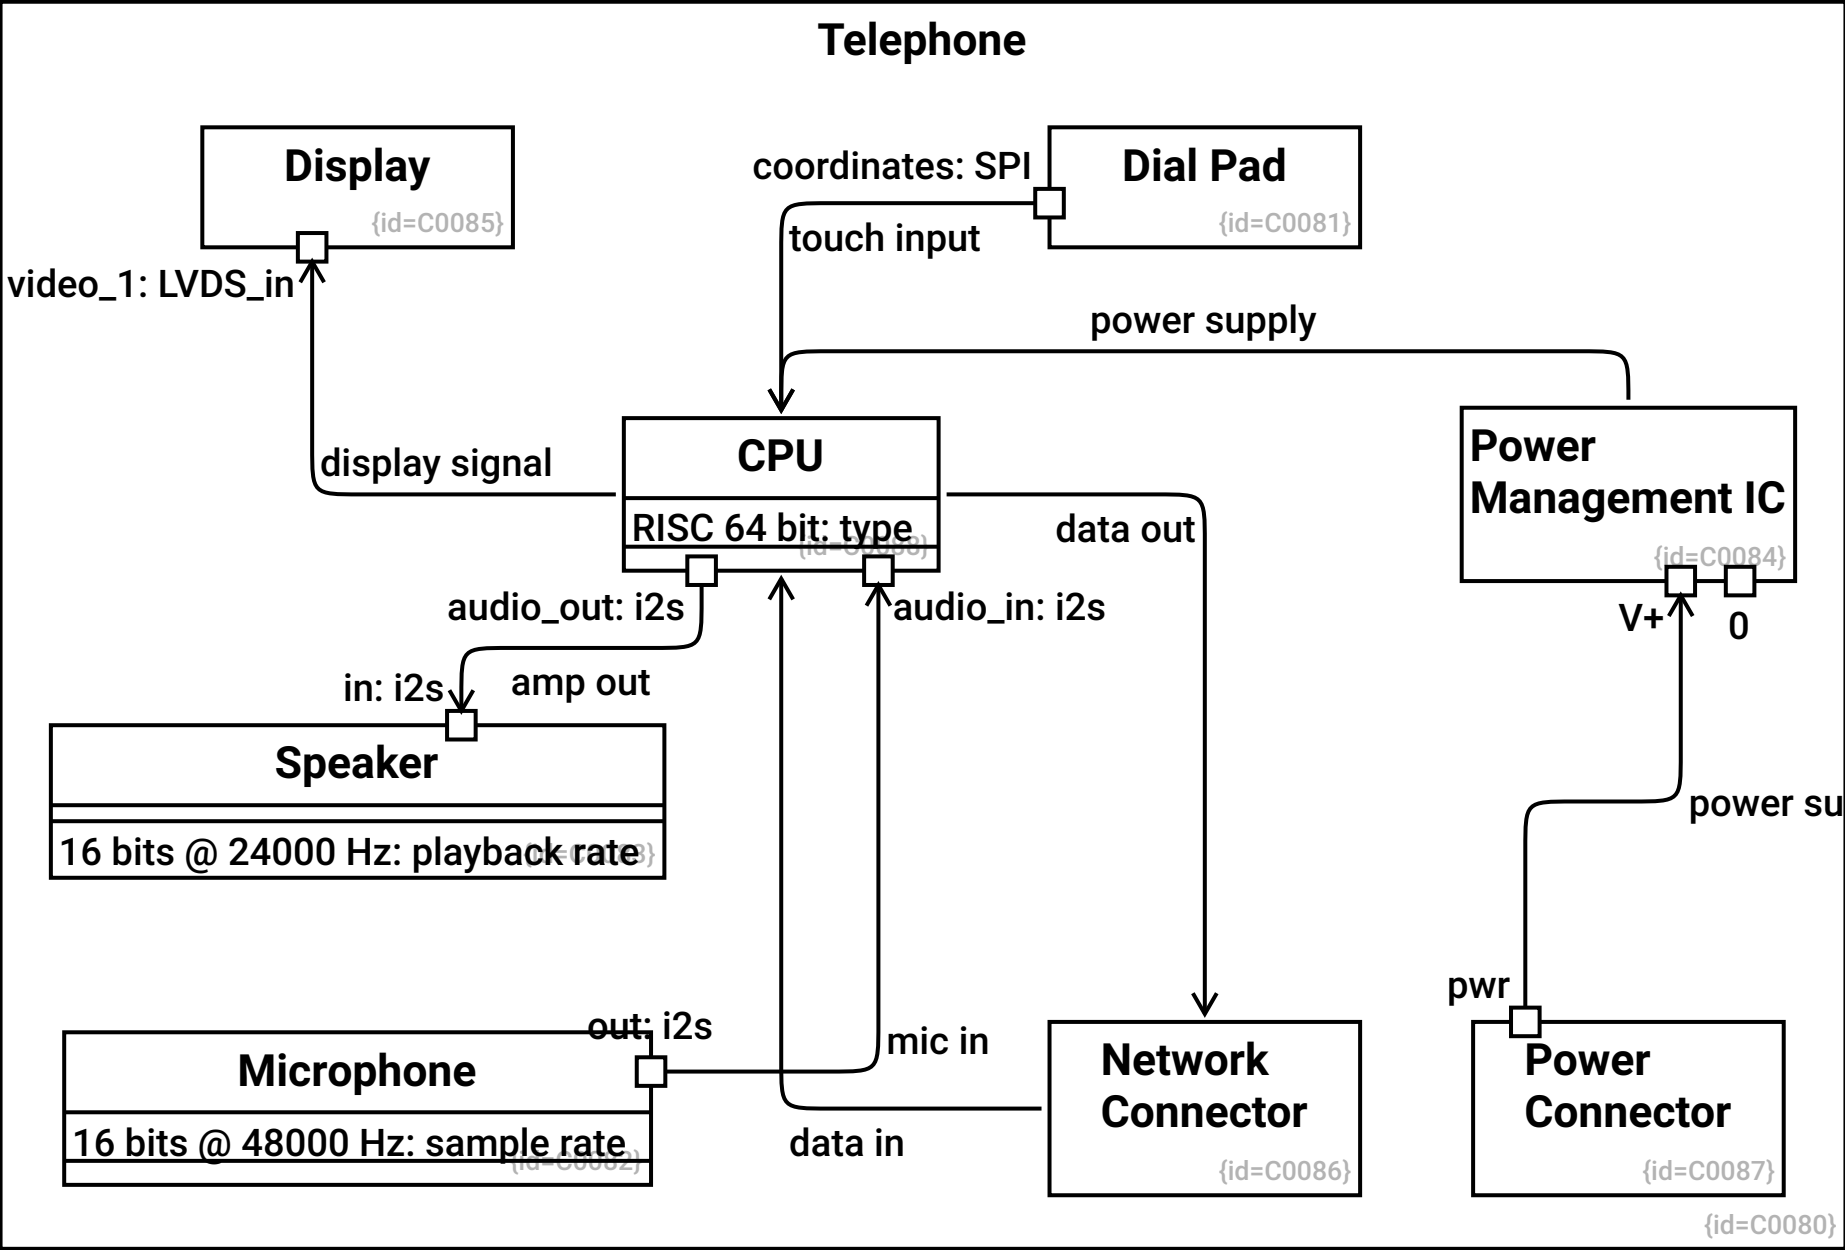 Telephone
Display
{id=C0085}
video_1: LVDS_in
coordinates: SPI
Dial Pad
{id=C0081}
touch input
power supply
display signal
CPU
RISC 64 bit: type
data out
Power
Management IC
{id=C0084}
audio_out: i2s
audio_in: i2s
V+
0
in: i2s
amp out
Speaker
16 bits @ 24000 Hz: playback rate
power su
out: i2s
Microphone
16 bits @ 48000 Hz: sample rate
{id=C0082}
mic in
data in
Network
Connector
{id=C0086}
pwr
Power
Connector
{id=C0087}
{id=C0080}